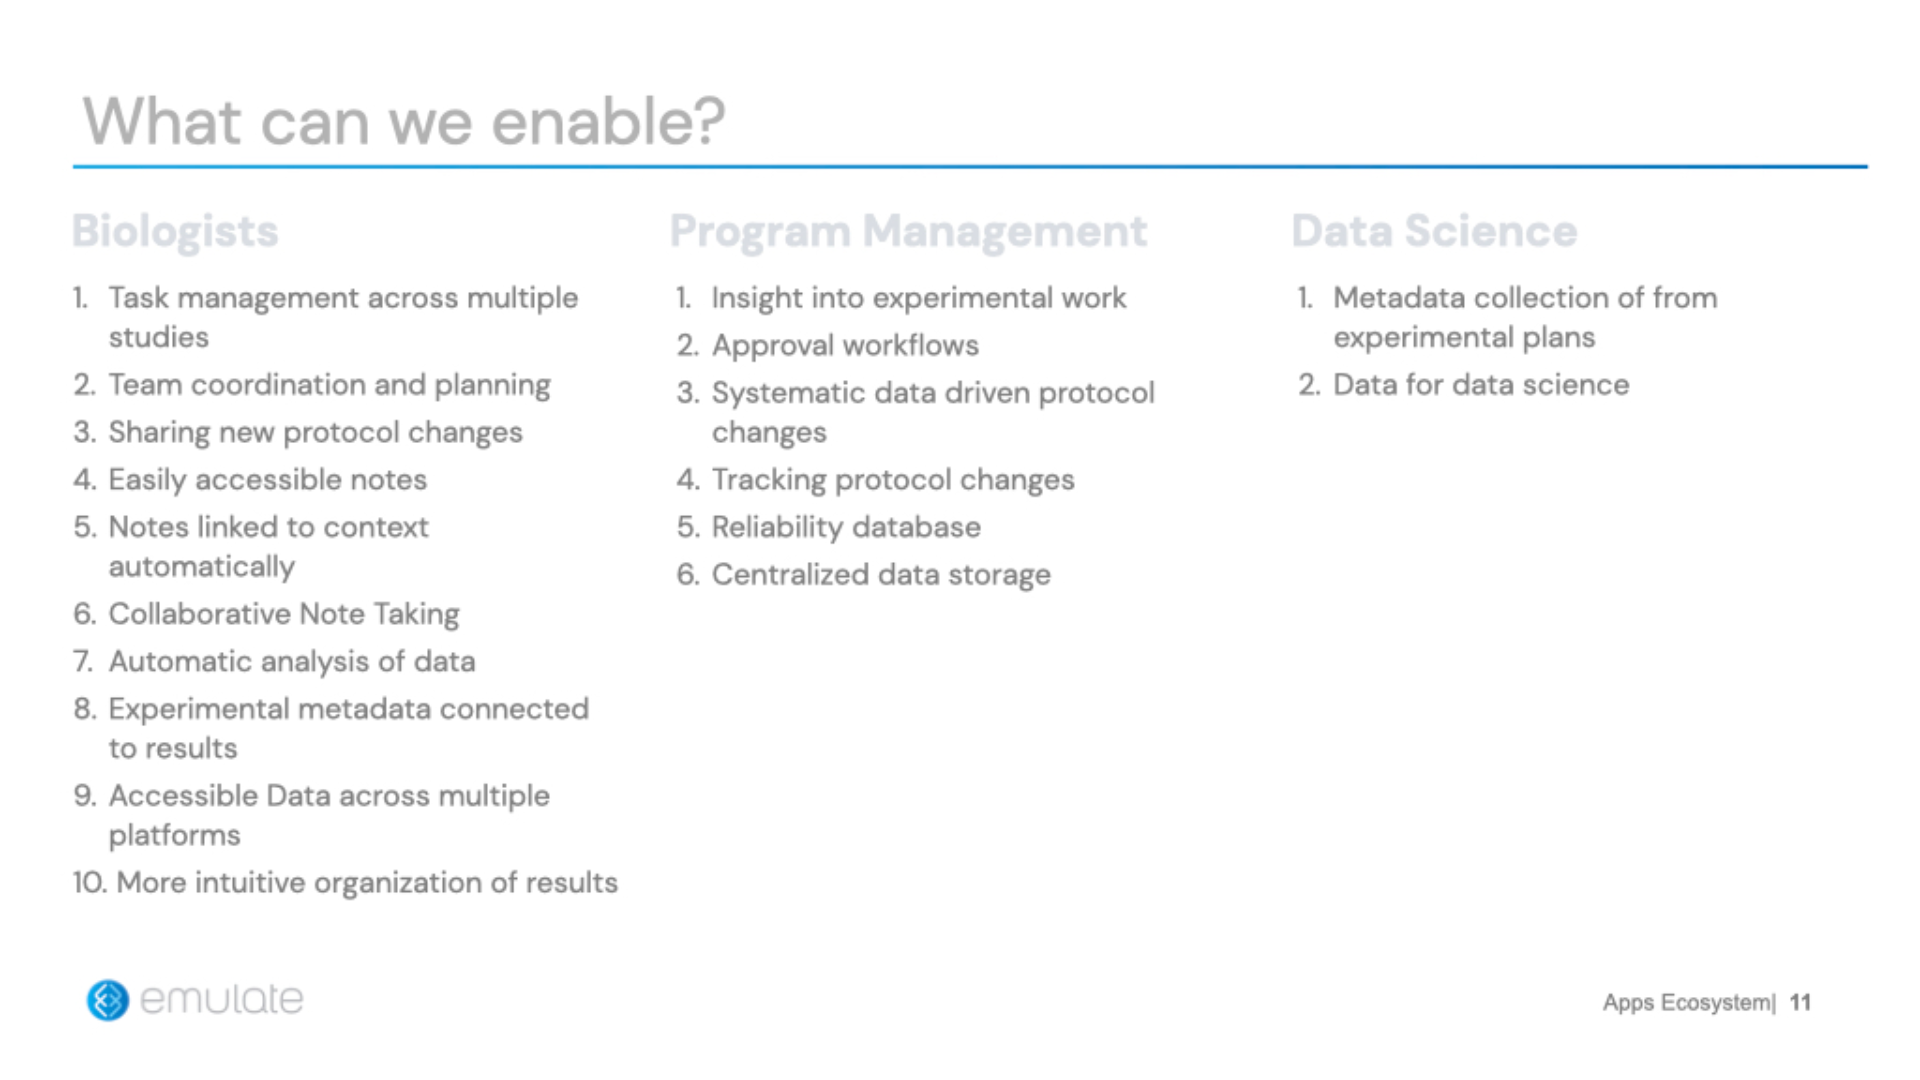 What can we enable?
Biologists
1. Task management across multiple
studies
2. Team coordination and planning
3. Sharing new protocol changes
4. Easily accessible notes
5. Notes linked to context
automatically
6. Collaborative Note Taking
7. Automatic analysis of data
8. Experimental metadata connected
to results
9. Accessible Data across multiple
platforms
10. More intuitive organization of results
Program Management
1. Insight into experimental work
2. Approval workflows
3. Systematic data driven protocol
changes
4. Tracking protocol changes
5. Reliability database
6. Centralized data storage
Data Science
1. Metadata collection of from
experimental plans
2. Data for data science
emulate
Apps Ecosystem| 11